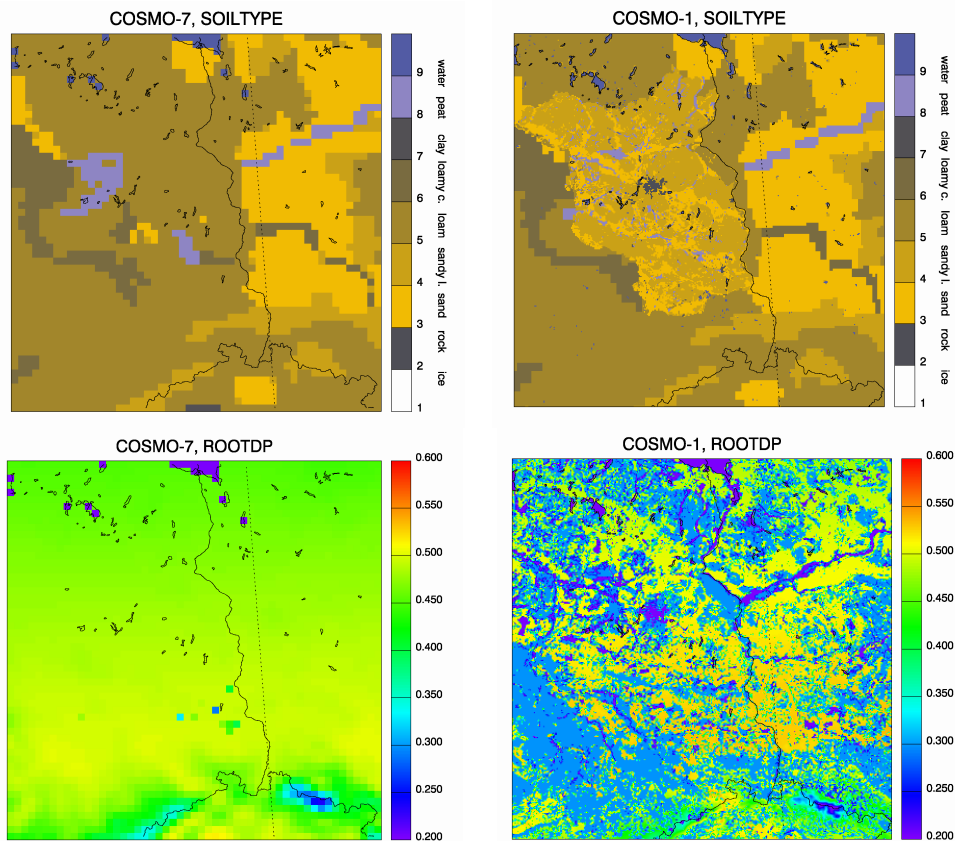 COSMO-7, SOILTYPE
COSMO-1, SOILTYPE
9
8
7
6
5
4
3
2
1
water
peat
clay
loamy c.
loam
sandy l.
sand
rock
ice
9
8
7
6
5
4
3
2
1
water
peat
clay
loamy c.
loam
sandy l.
sand
rock
ice
COSMO-7, ROOTDP
COSMO-1, ROOTDP
0.600
0.550
0.500
0.450
0.400
0.350
0.300
0.250
0.200
0.600
0.550
0.500
0.450
0.400
0.350
0.300
0.250
0.200